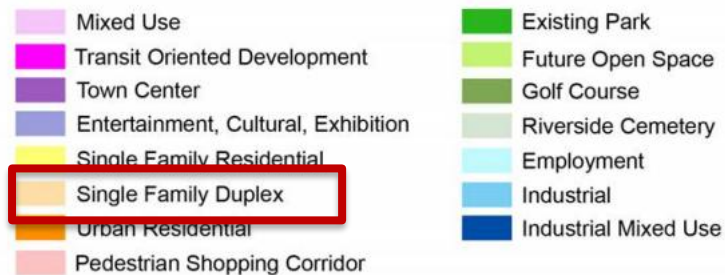 Mixed Use
Transit Oriented Development
Town Center
Entertainment, Cultural, Exhibition
Single Family Residential
Single Family Duplex
Urban Residential
Pedestrian Shopping Corridor
Existing Park
Future Open Space
Golf Course
Riverside Cemetery
Employment
Industrial
Industrial Mixed Use